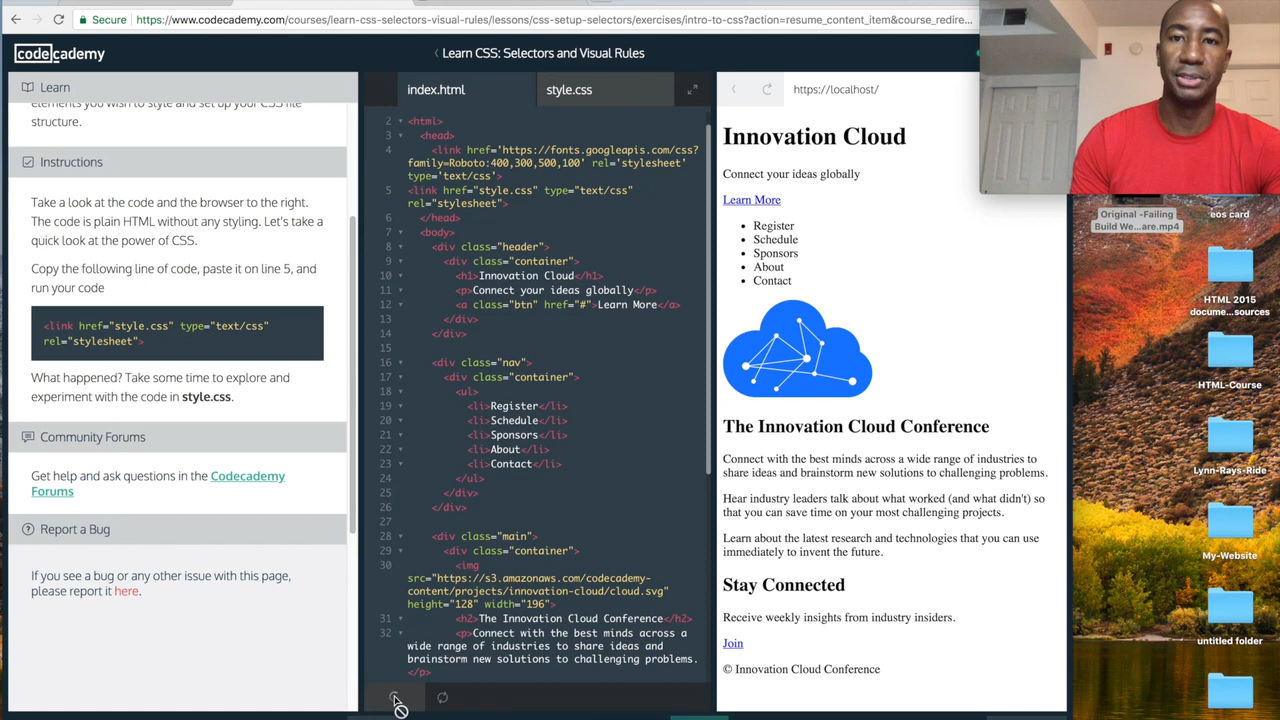 Secure
https://www.codecademy.com/courses/learn-css-selectors-visual-rules/lessons/css-setup-selectors/exercises/intro-to-css?action=resume_content_item&course_redire...
codecademy
Learn CSS: Selectors and Visual Rules
Learn
elements you wish to style and set up your CSS file
structure.
Instructions
Take a look at the code and the browser to the right.
The code is plain HTML without any styling. Let's take a
quick look at the power of CSS.
Copy the following line of code, paste it on line 5, and
run your code
<link href="style.css" type="text/css"
rel="stylesheet">
What happened? Take some time to explore and
experiment with the code in style.css.
Community Forums
Get help and ask questions in the Codecademy
Forums
Report a Bug
If you see a bug or any other issue with this page,
please report it here.
index.html
style.css
2 <html>
3 <head>
4 <link href='https://fonts.googleapis.com/css?
family=Roboto:400,300,500,100' rel='stylesheet'
type='text/css'>
5 <link href="style.css" type="text/css"
rel="stylesheet">
6 </head>
7 <body>
8 <div class="header">
9 <div class="container">
10 <h1>Innovation Cloud</h1>
11 <p>Connect your ideas globally</p>
12 <a class="btn" href="#">Learn More</a>
13 </div>
14 </div>
15
16 <div class="nav">
17 <div class="container">
18 <ul>
19 <li>Register</li>
20 <li>Schedule</li>
21 <li>Sponsors</li>
22 <li>About</li>
23 <li>Contact</li>
24 </ul>
25 </div>
26 </div>
27
28 <div class="main">
29 <div class="container">
30 <img
src="https://s3.amazonaws.com/codecademy-
content/projects/innovation-cloud/cloud.svg"
height="128" width="196">
31 <h2>The Innovation Cloud Conference</h2>
32 <p>Connect with the best minds across a
wide range of industries to share ideas and
brainstorm new solutions to challenging problems.
</p>
https://localhost/
Innovation Cloud
Connect your ideas globally
Learn More
Register
Schedule
Sponsors
About
Contact
The Innovation Cloud Conference
Connect with the best minds across a wide range of industries to
share ideas and brainstorm new solutions to challenging problems.
Hear industry leaders talk about what worked (and what didn't) so
that you can save time on your most challenging projects.
Learn about the latest research and technologies that you can use
immediately to invent the future.
Stay Connected
Receive weekly insights from industry insiders.
Join
© Innovation Cloud Conference
Original -Failing
Build We...are.mp4
eos card
HTML 2015
docume...sources
HTML-Course
Lynn-Rays-Ride
My-Website
untitled folder